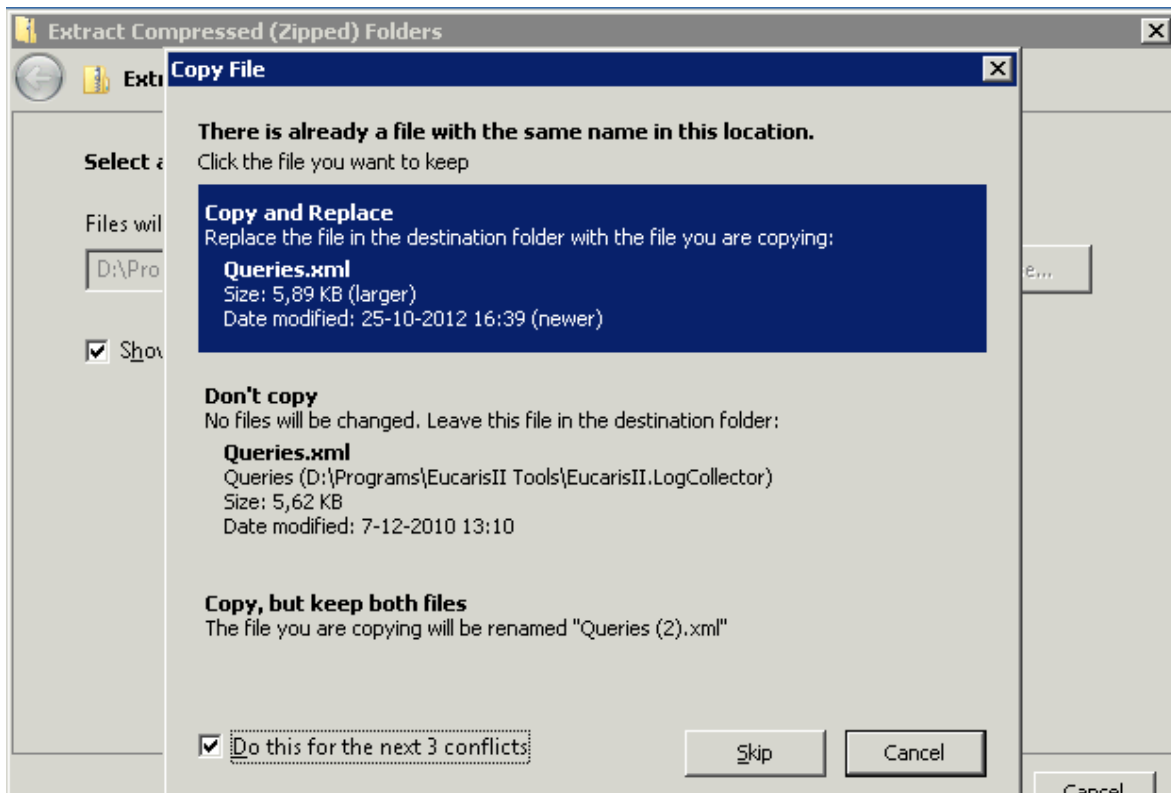 Extract Compressed (Zipped) Folders
Extr
Copy File
There is already a file with the same name in this location.
Click the file you want to keep
Select a
Files wil
D:\Pro
e...
Show
Copy and Replace
Replace the file in the destination folder with the file you are copying:
Queries.xml
Size: 5,89 KB (larger)
Date modified: 25-10-2012 16:39 (newer)
Don't copy
No files will be changed. Leave this file in the destination folder:
Queries.xml
Queries (D:\Programs\EucarisII Tools\EucarisII.LogCollector)
Size: 5,62 KB
Date modified: 7-12-2010 13:10
Copy, but keep both files
The file you are copying will be renamed "Queries (2).xml"
Do this for the next 3 conflicts
Skip
Cancel
Cancel